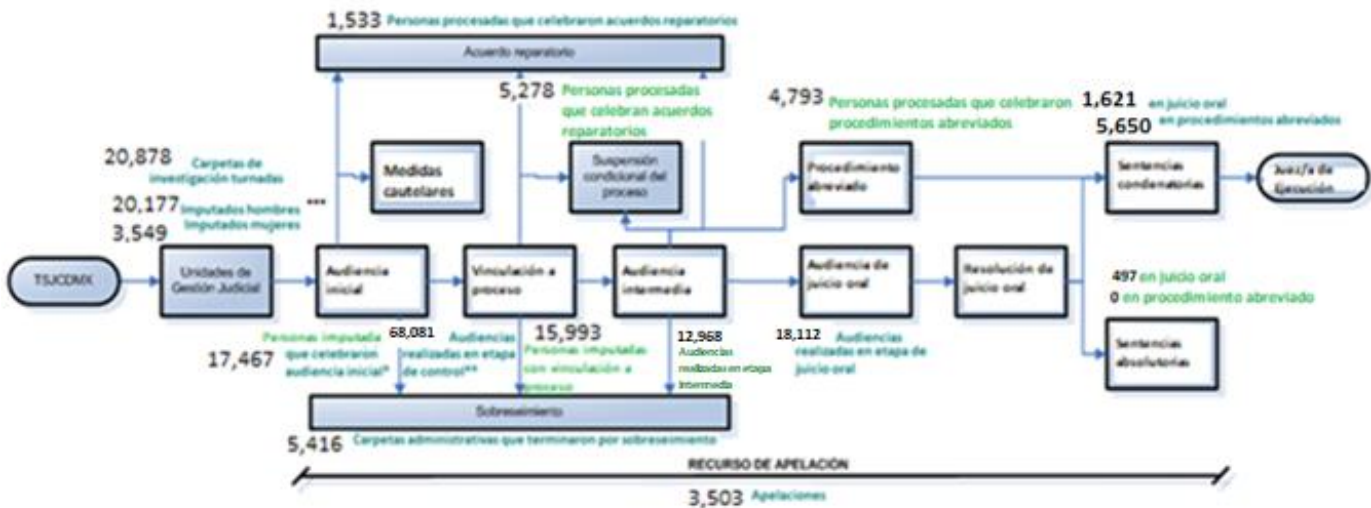 1,533 Personas procesadas que celebraron acuerdos reparatorios
Acuerdo reparatorio
5,278 Personas procesadas
que celebran acuerdos
reparatorios
4,793 Personas procesadas que celebraron
procedimientos abreviados
1,621 en juicio oral
5,650 en procedimientos abreviados
20,878 Carpetas de
investigación turnadas
20,177 Imputados hombres ***
Imputados mujeres
3,549
Medidas
cautelares
Suspensión
condicional del
proceso
Procedimiento
abreviado
Sentencias
condenatorias
Juez/a de
Ejecución
TSJCDMX
Unidades de
Gestión Judicial
Audiencia
inicial
Vinculación a
proceso
Audiencia
intermedia
Audiencia de
juicio oral
Resolución de
juicio oral
497 en juicio oral
0 en procedimiento abreviado
Sentencias
absolutorias
17,467
Personas imputada
que celebraron
audiencia inicial*
68,081 Audiencias
realizadas en etapa
de control**
15,993
Personas imputadas
con vinculación a
proceso
12,968
Audiencias
realizadas en etapa
Intermedia
18,112 Audiencias
realizadas en etapa de
juicio oral
Sobreseimiento
5,416 Carpetas administrativas que terminaron por sobreseimiento
RECURSO DE APELACIÓN
3,503 Apelaciones